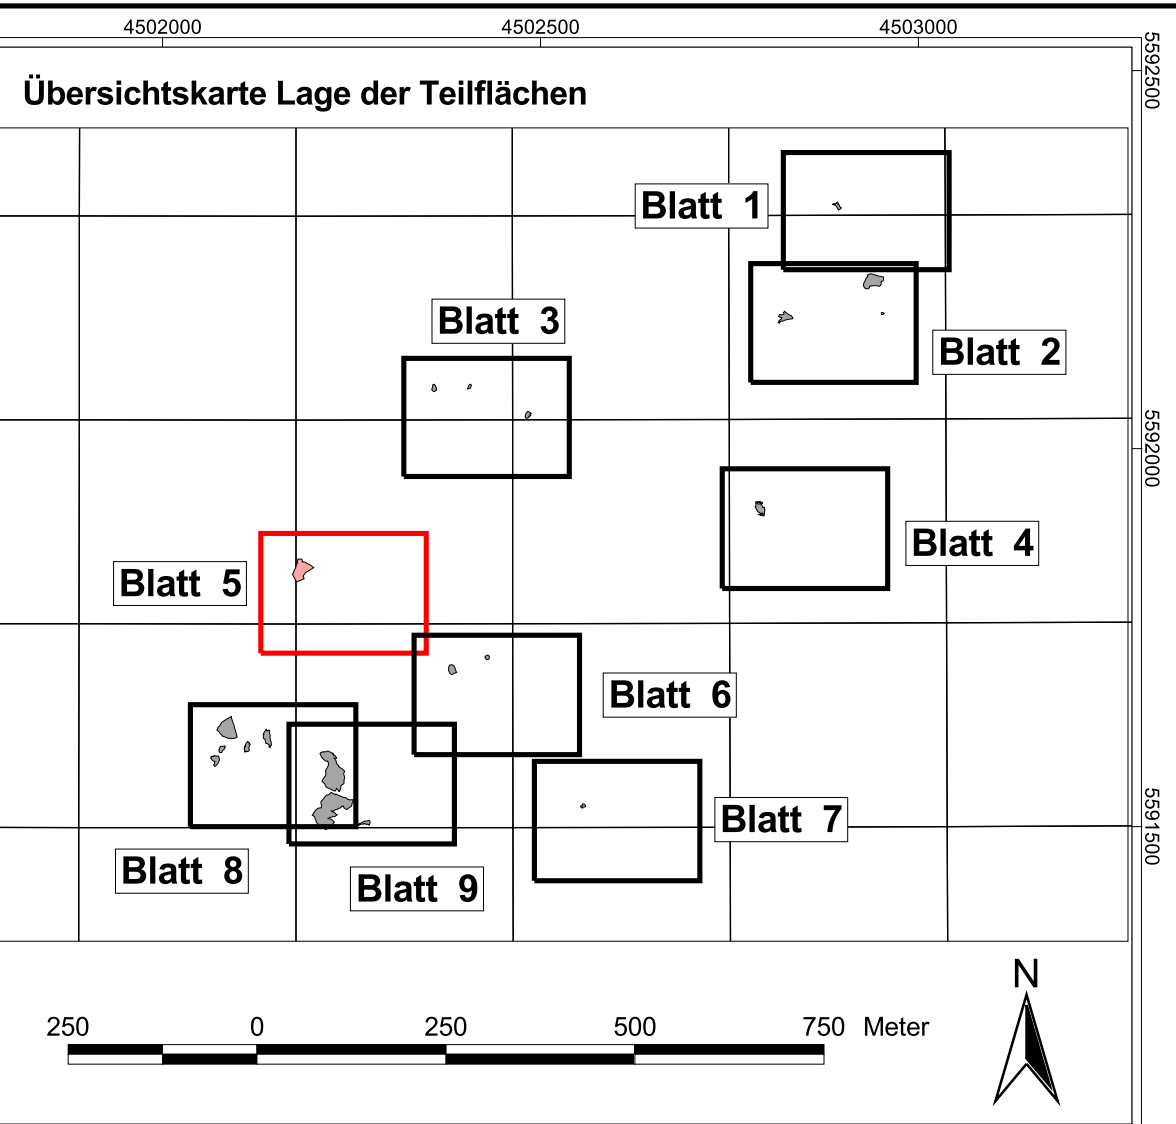 4502000 4502500 4503000
5592500
Übersichtskarte Lage der Teilflächen
Blatt 1
Blatt 3
Blatt 2
5592000
Blatt 4
Blatt 5
Blatt 6
Blatt 7
5591500
Blatt 8
Blatt 9
N
250 0 250 500 750 Meter